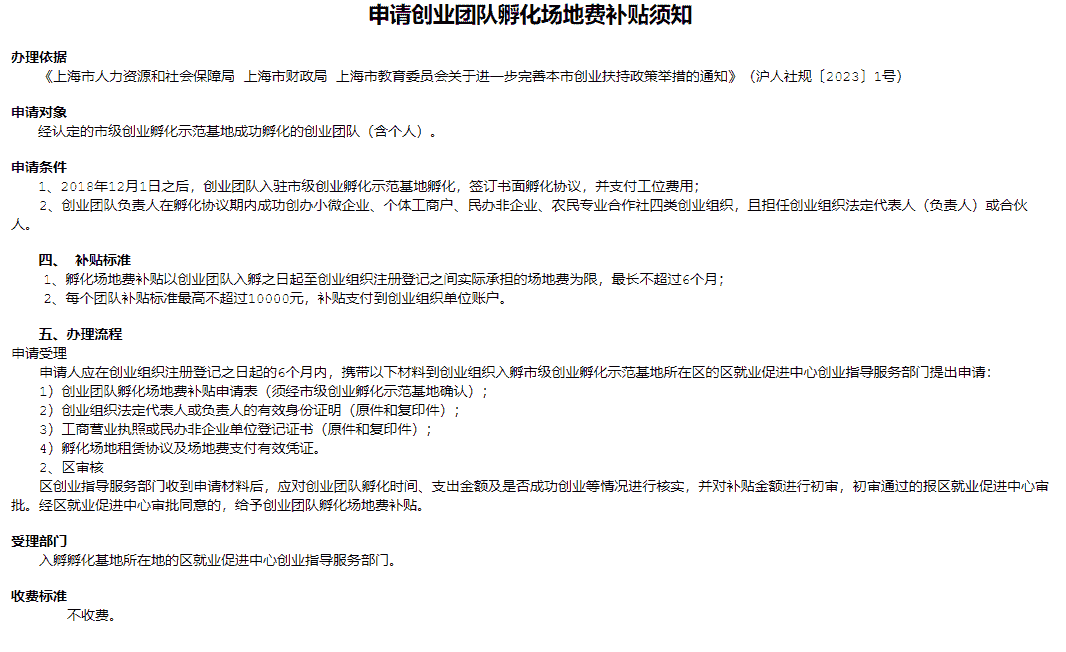 申请创业团队孵化场地费补贴须知
办理依据
《上海市人力资源和社会保障局 上海市财政局 上海市教育委员会关于进一步完善本市创业扶持政策举措的通知》（沪人社规〔2023〕1号）
申请对象
经认定的市级创业孵化示范基地成功孵化的创业团队（含个人）。
申请条件
1、2018年12月1日之后，创业团队入驻市级创业孵化示范基地孵化，签订书面孵化协议，并支付工位费用；
2、创业团队负责人在孵化协议期内成功创办小微企业、个体工商户、民办非企业、农民专业合作社四类创业组织，且担任创业组织法定代表人（负责人）或合伙
人。
四、 补贴标准
1、孵化场地费补贴以创业团队入孵之日起至创业组织注册登记之间实际承担的场地费为限，最长不超过6个月；
2、每个团队补贴标准最高不超过10000元，补贴支付到创业组织单位账户。
五、办理流程
申请受理
申请人应在创业组织注册登记之日起的6个月内，携带以下材料到创业组织入孵市级创业孵化示范基地所在区的区就业促进中心创业指导服务部门提出申请：
1）创业团队孵化场地费补贴申请表（须经市级创业孵化示范基地确认）；
2）创业组织法定代表人或负责人的有效身份证明（原件和复印件）；
3）工商营业执照或民办非企业单位登记证书（原件和复印件）；
4）孵化场地租赁协议及场地费支付有效凭证。
2、区审核
区创业指导服务部门收到申请材料后，应对创业团队孵化时间、支出金额及是否成功创业等情况进行核实，并对补贴金额进行初审，初审通过的报区就业促进中心审
批。经区就业促进中心审批同意的，给予创业团队孵化场地费补贴。
受理部门
入孵孵化基地所在地的区就业促进中心创业指导服务部门。
收费标准
不收费。